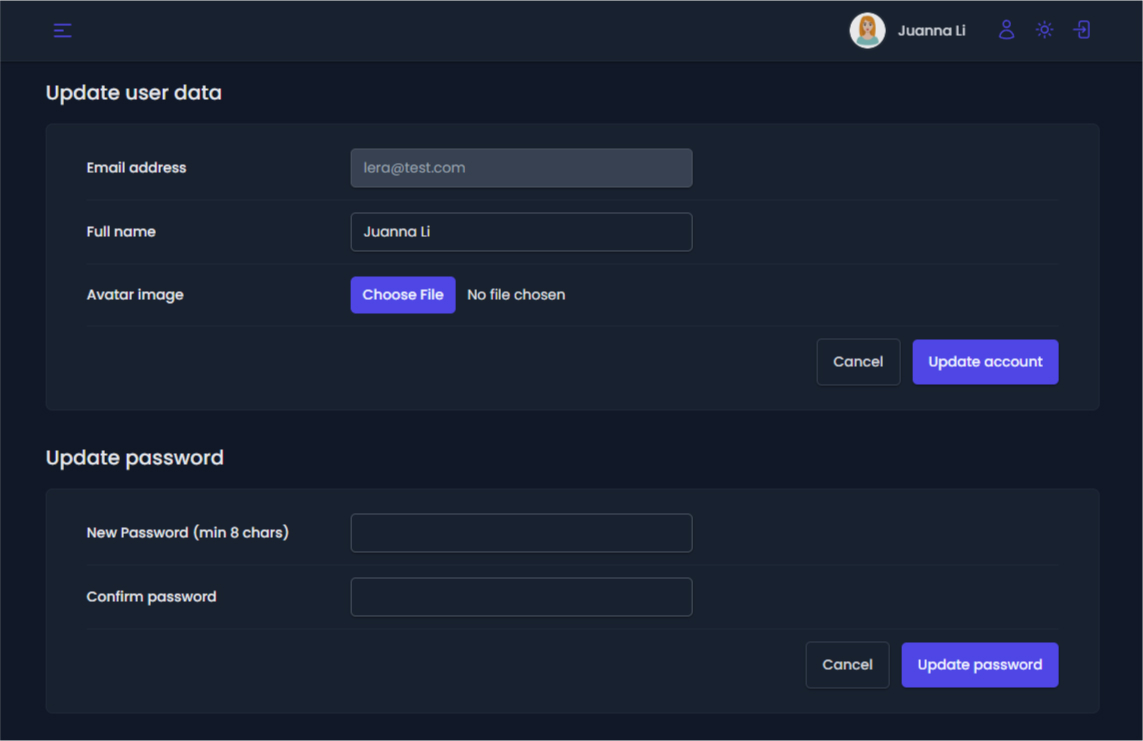 Juanna Li
Update user data
Email address
lera@test.com
Full name
Juanna Li
Avatar image
Choose File No file chosen
Cancel
Update account
Update password
New Password (min 8 chars)
Confirm password
Cancel
Update password